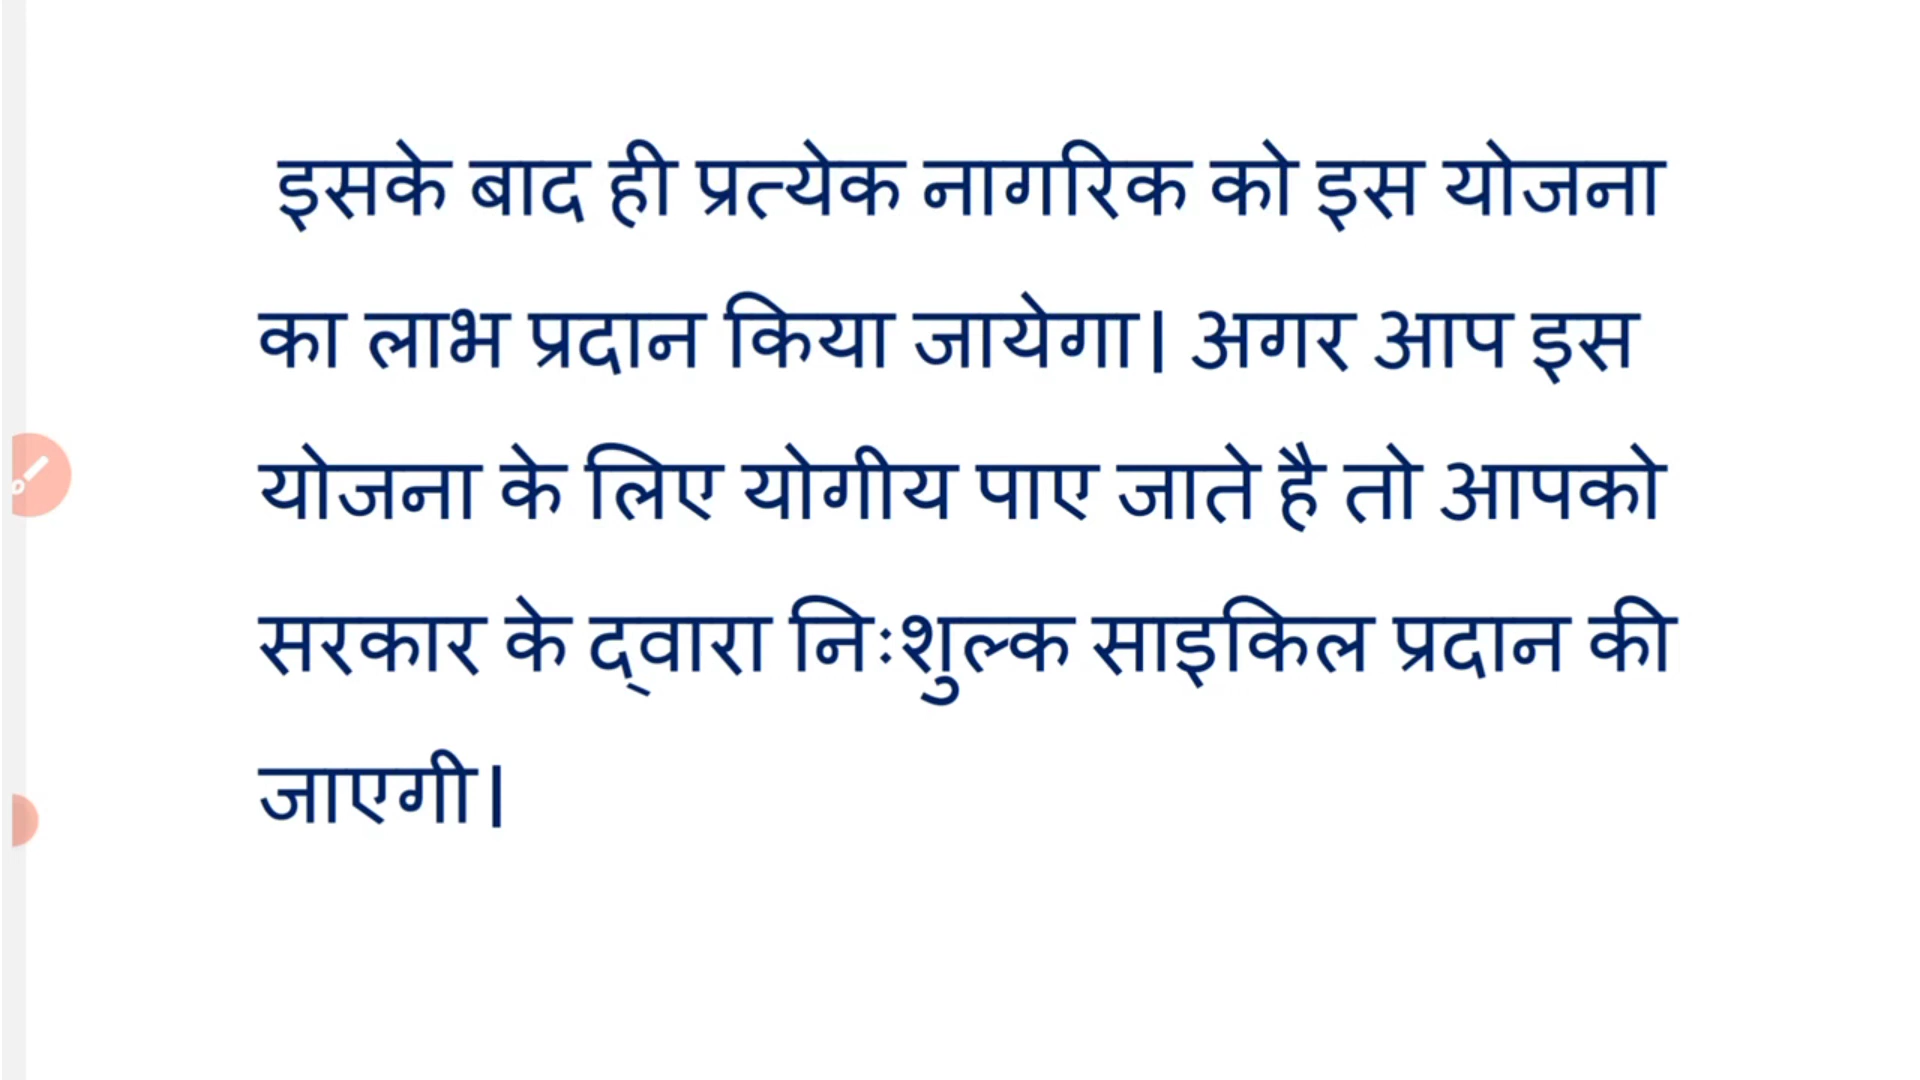 इसके बाद ही प्रत्येक नागरिक को इस योजना
का लाभ प्रदान किया जायेगा। अगर आप इस
योजना के लिए योगीय पाए जाते है तो आपको
सरकार के द्वारा निःशुल्क साइकिल प्रदान की
जाएगी।